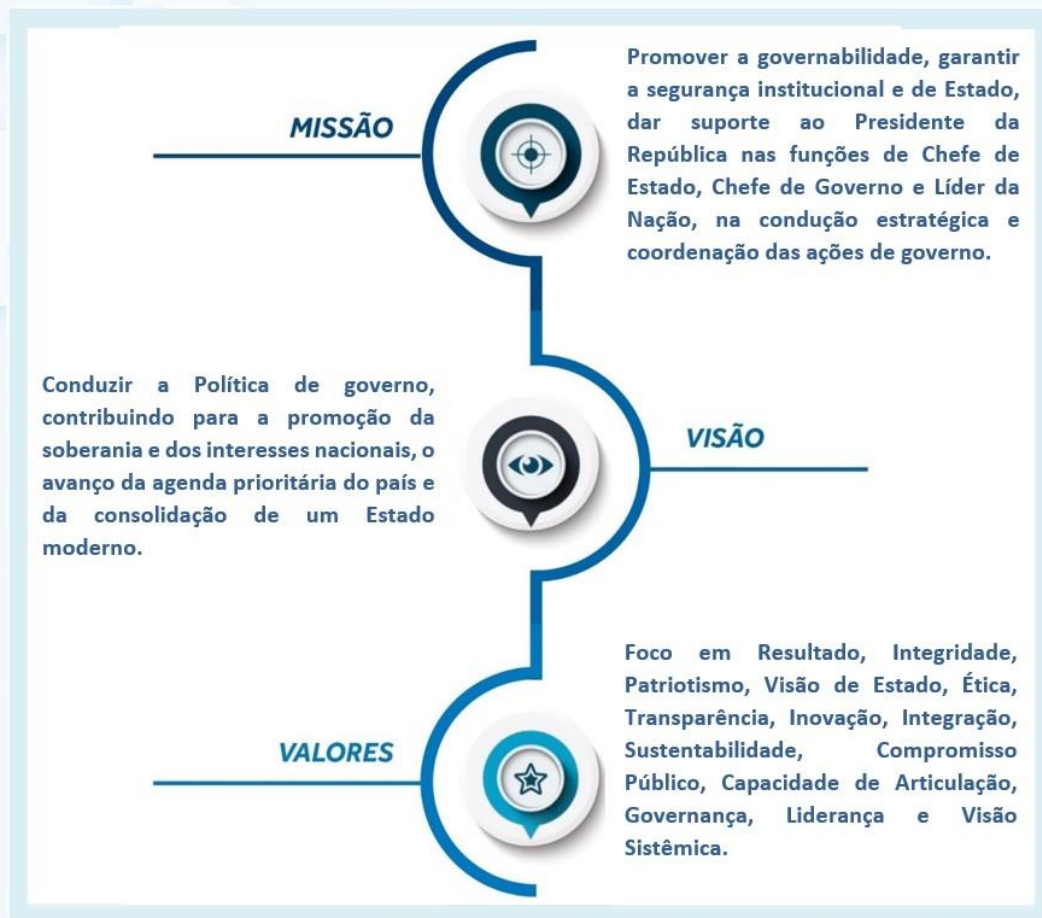 MISSÃO
Promover a governabilidade, garantir
a segurança institucional e de Estado,
dar suporte ao Presidente da
República nas funções de Chefe de
Estado, Chefe de Governo e Líder da
Nação, na condução estratégica e
coordenação das ações de governo.
VISÃO
Conduzir a Política de governo,
contribuindo para a promoção da
soberania e dos interesses nacionais, o
avanço da agenda prioritária do país e
da consolidação de um Estado
moderno.
VALORES
Foco em Resultado, Integridade,
Patriotismo, Visão de Estado, Ética,
Transparência, Inovação, Integração,
Sustentabilidade, Compromisso
Público, Capacidade de Articulação,
Governança, Liderança e Visão
Sistêmica.